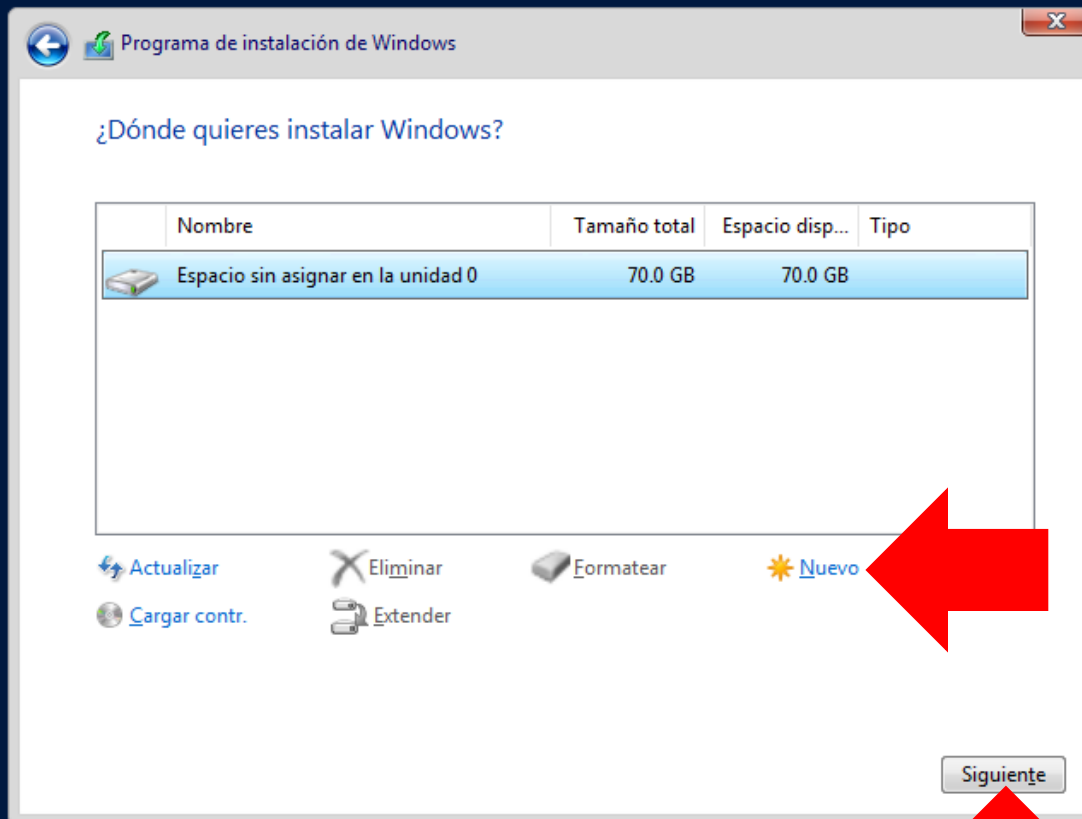 Programa de instalación de Windows
¿Dónde quieres instalar Windows?
Nombre Tamaño total Espacio disp... Tipo
Espacio sin asignar en la unidad 0 70.0 GB 70.0 GB
Actualizar Eliminar Formatear Nuevo
Cargar contr. Extender
Siguiente